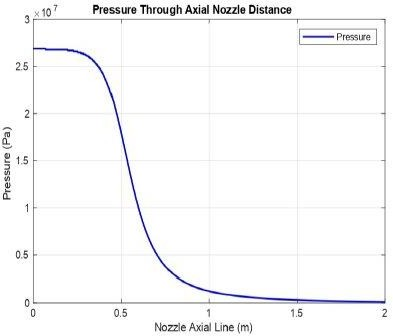 Pressure Through Axial Nozzle Distance
×10 7
Pressure
3
2.5
2
1.5
1
0.5
0
Pressure (Pa)
0 0.5 1 1.5 2
Nozzle Axial Line (m)